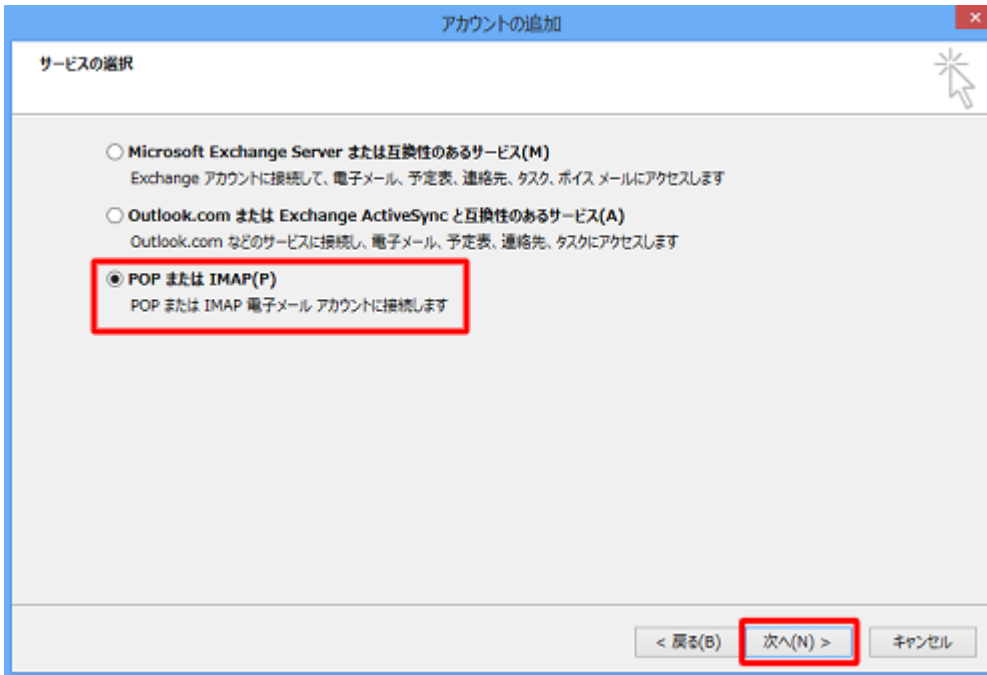 アカウントの追加
サービスの選択
Microsoft Exchange Server または互換性のあるサービス(M)
Exchange アカウントに接続して、電子メール、予定表、連絡先、タスク、ボイス メールにアクセスします
Outlook.com または Exchange ActiveSync と互換性のあるサービス(A)
Outlook.com などのサービスに接続し、電子メール、予定表、連絡先、タスクにアクセスします
POP または IMAP(P)
POP または IMAP 電子メール アカウントに接続します
< 戻る(B) 次へ(N) > キャンセル